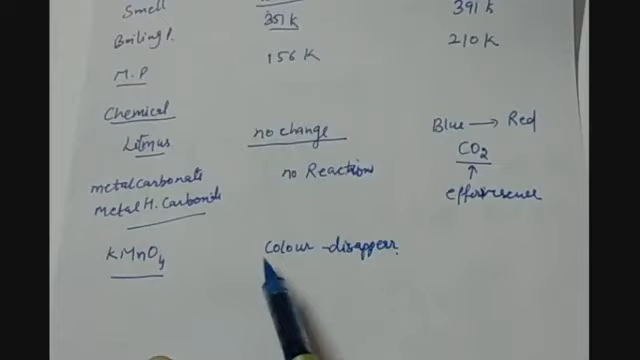 Smell
Boiling P. 351 K 391 K
M.P 156 K 210 K
Chemical
Litmus no change Blue → Red
metal carbonate no Reaction CO2
Metal H. Carbonate ↑ effervescence
KMnO4 Colour - disappear.